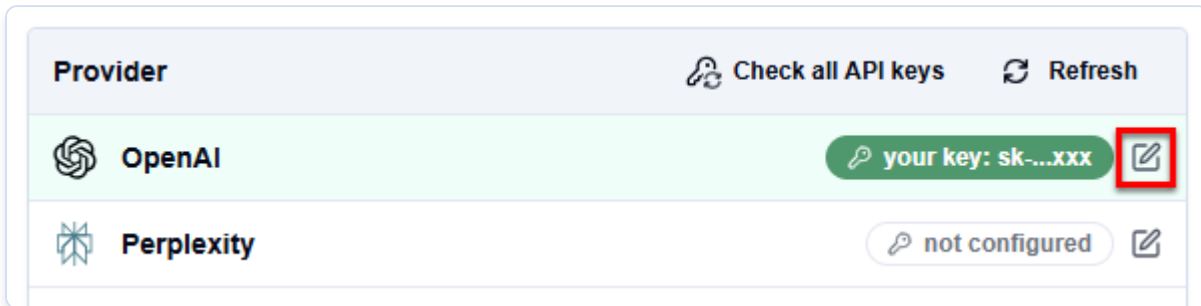 Provider Check all API keys Refresh
OpenAI your key: sk-...xxx
Perplexity not configured